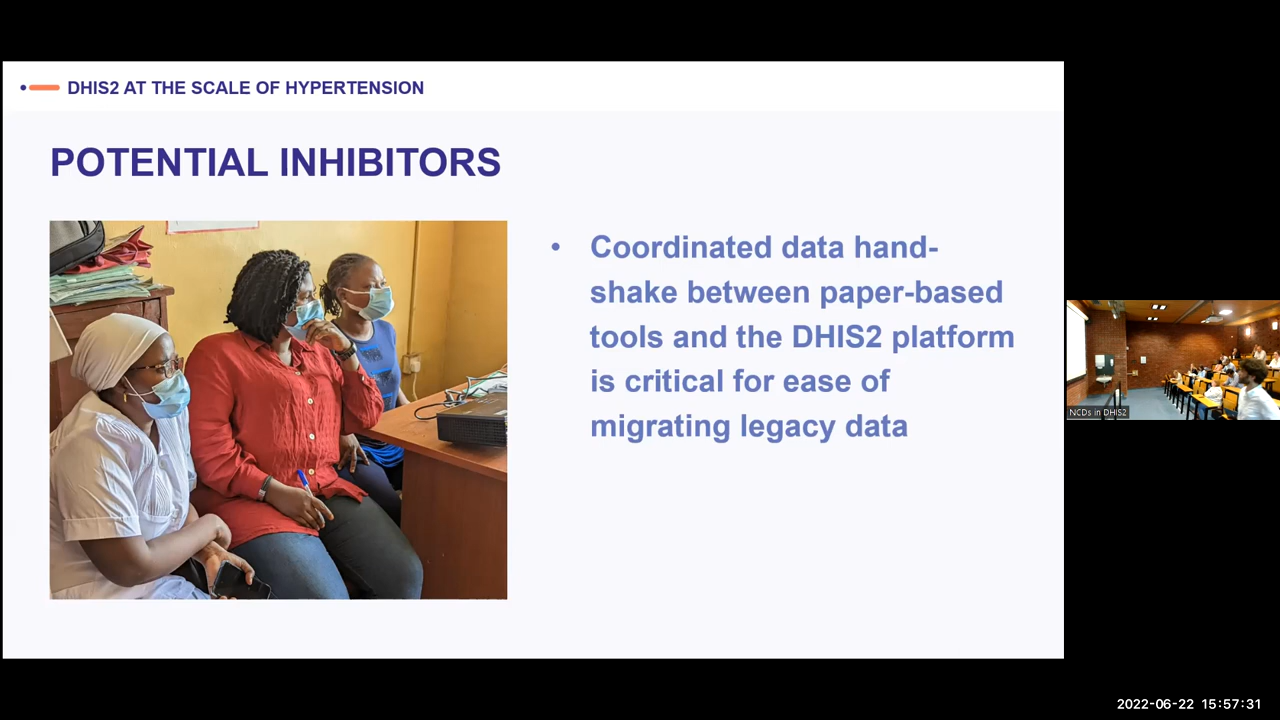 DHIS2 AT THE SCALE OF HYPERTENSION
POTENTIAL INHIBITORS
• Coordinated data hand-
shake between paper-based
tools and the DHIS2 platform
is critical for ease of
migrating legacy data
NCDs in DHIS2
2022-06-22 15:57:31